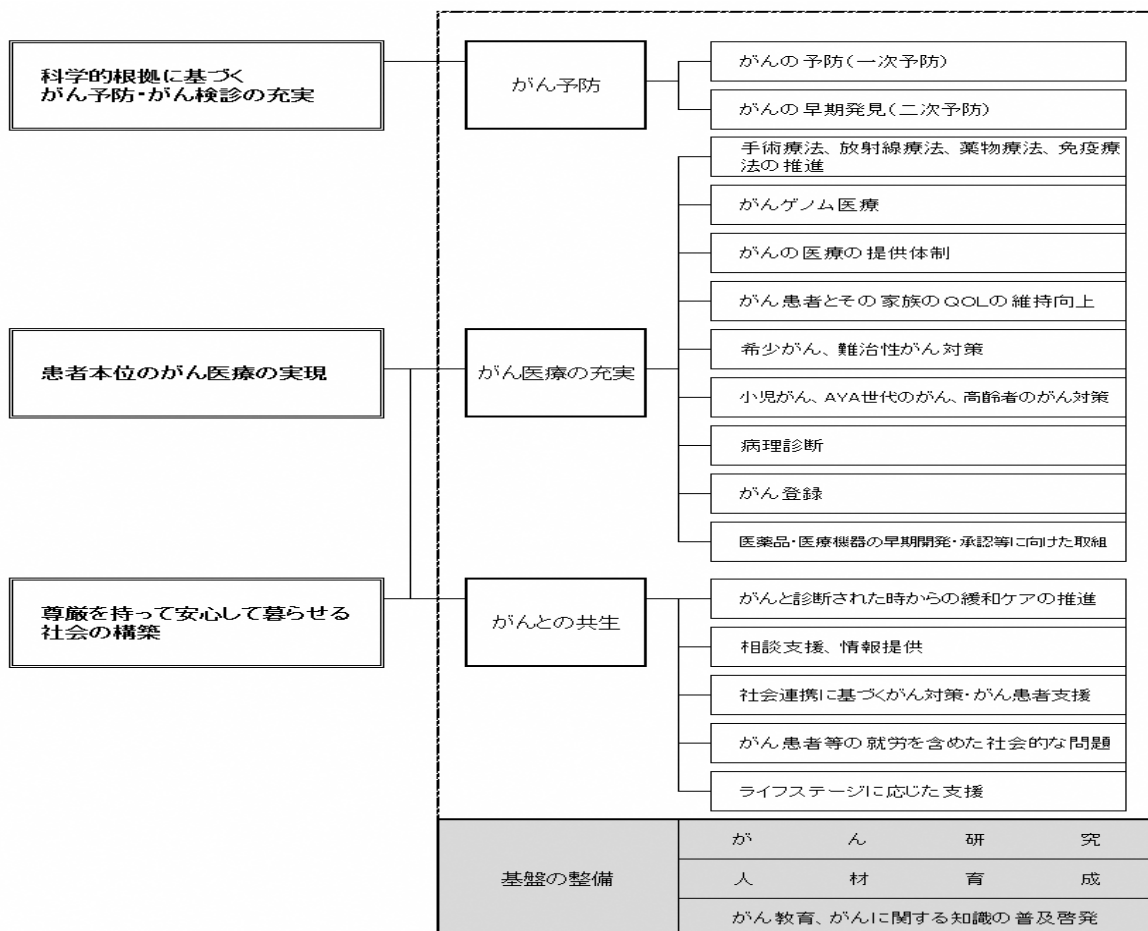 科学的根拠に基づく
がん予防・がん検診の充実
がん予防
がんの予防(一次予防)
がんの早期発見(二次予防)
患者本位のがん医療の実現
がん医療の充実
手術療法、放射線療法、薬物療法、免疫療
法の推進
がんゲノム医療
がんの医療の提供体制
がん患者とその家族のQOLの維持向上
希少がん、難治性がん対策
小児がん、AYA世代のがん、高齢者のがん対策
病理診断
がん登録
医薬品・医療機器の早期開発・承認等に向けた取組
尊厳を持って安心して暮らせる
社会の構築
がんとの共生
がんと診断された時からの緩和ケアの推進
相談支援、情報提供
社会連携に基づくがん対策・がん患者支援
がん患者等の就労を含めた社会的な問題
ライフステージに応じた支援
基盤の整備
がん研究
人材育成
がん教育、がんに関する知識の普及啓発